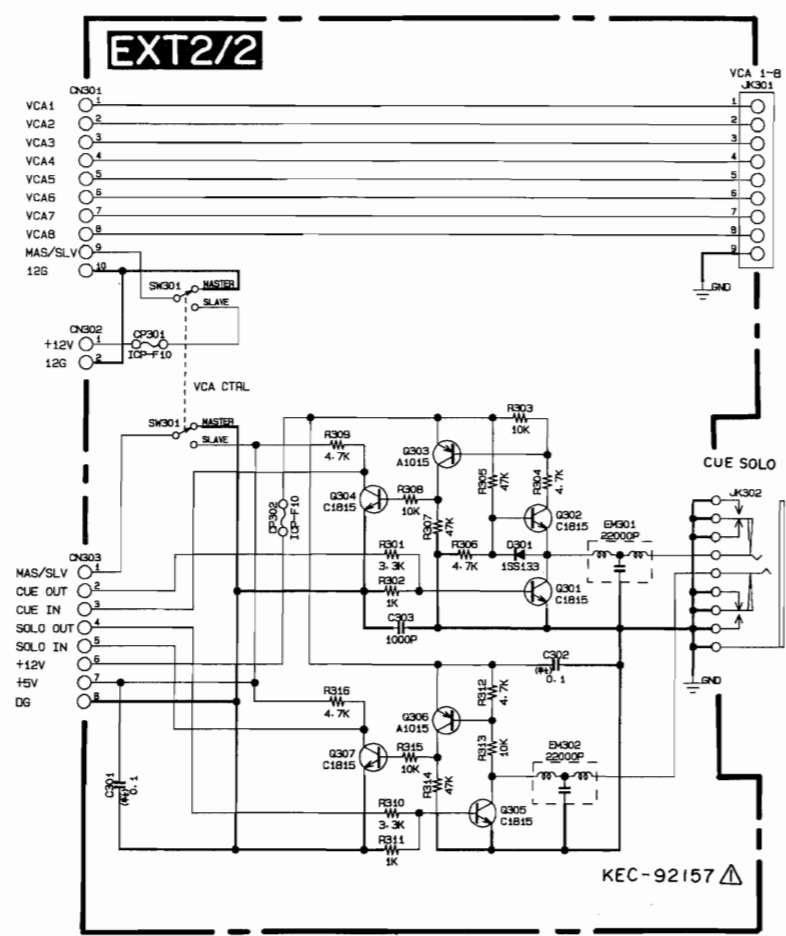 EXT2/2
VCA 1-8
JK301
CN301
VCA1 1
VCA2 2
VCA3 3
VCA4 4
VCA5 5
VCA6 6
VCA7 7
VCA8 8
MAS/SLV 9
12G 10
1
2
3
4
5
6
7
8
9
GND
SW301
MASTER
SLAVE
CN302
+12V 1
12G 2
CP301
ICP-F10
VCA CTRL
SW301
MASTER
SLAVE
R309
4.7K
Q304
C1815
CP302
ICP-F10
R308
10K
Q303
A1015
R307
47K
R305
47K
R303
10K
R304
4.7K
Q302
C1815
R306
4.7K
D301
1SS133
R301
3.3K
R302
1K
Q301
C1815
C303
1000P
EM301
22000P
CUE SOLO
JK302
GND
CN303
MAS/SLV 1
CUE OUT 2
CUE IN 3
SOLO OUT 4
SOLO IN 5
+12V 6
+5V 7
DG 8
C301
(*t)
0.1
R316
4.7K
Q307
C1815
R315
10K
Q306
A1015
R314
47K
R312
4.7K
R313
10K
C302
(*t)
0.1
R310
3.3K
R311
1K
Q305
C1815
EM302
22000P
KEC-92157 1